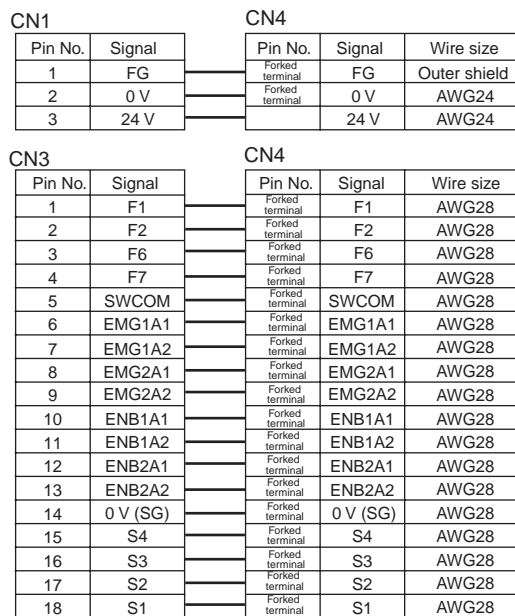 CN1 CN4
Pin No. Signal Pin No. Signal Wire size
1 FG Forked terminal FG Outer shield
2 0 V Forked terminal 0 V AWG24
3 24 V 24 V AWG24
CN3 CN4
Pin No. Signal Pin No. Signal Wire size
1 F1 Forked terminal F1 AWG28
2 F2 Forked terminal F2 AWG28
3 F6 Forked terminal F6 AWG28
4 F7 Forked terminal F7 AWG28
5 SWCOM Forked terminal SWCOM AWG28
6 EMG1A1 Forked terminal EMG1A1 AWG28
7 EMG1A2 Forked terminal EMG1A2 AWG28
8 EMG2A1 Forked terminal EMG2A1 AWG28
9 EMG2A2 Forked terminal EMG2A2 AWG28
10 ENB1A1 Forked terminal ENB1A1 AWG28
11 ENB1A2 Forked terminal ENB1A2 AWG28
12 ENB2A1 Forked terminal ENB2A1 AWG28
13 ENB2A2 Forked terminal ENB2A2 AWG28
14 0 V (SG) Forked terminal 0 V (SG) AWG28
15 S4 Forked terminal S4 AWG28
16 S3 Forked terminal S3 AWG28
17 S2 Forked terminal S2 AWG28
18 S1 Forked terminal S1 AWG28